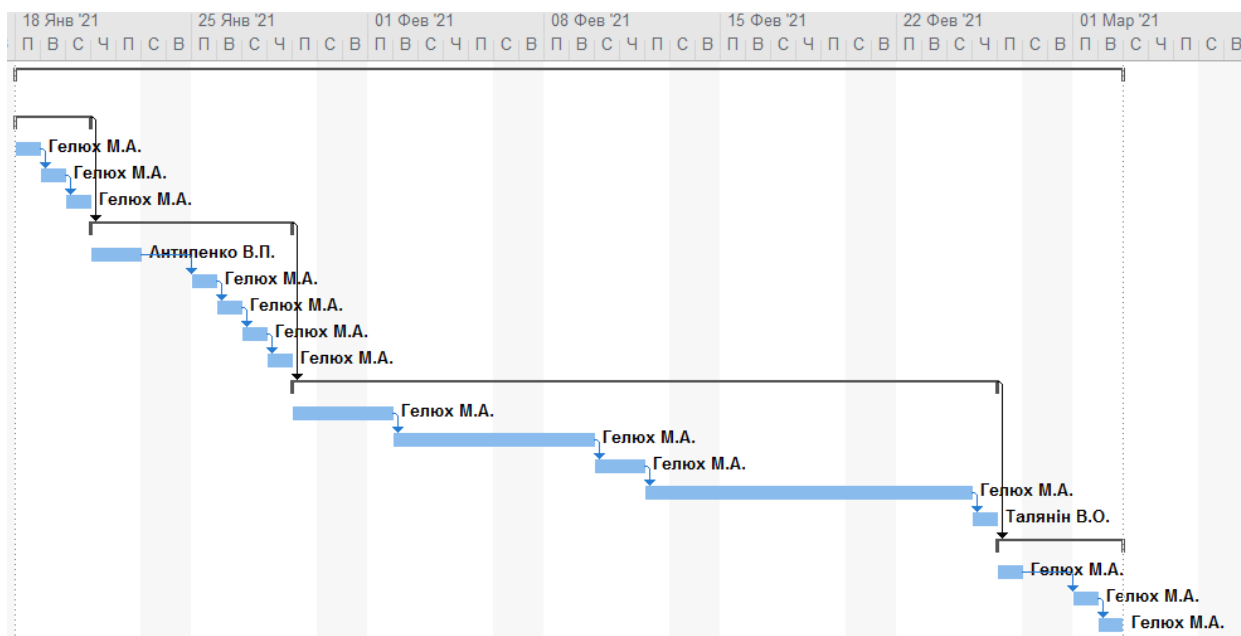 18 Янв '21 25 Янв '21 01 Фев '21 08 Фев '21 15 Фев '21 22 Фев '21 01 Мар '21
П В С Ч П С В П В С Ч П С В П В С Ч П С В П В С Ч П С В П В С Ч П С В П В С Ч П С В П В С Ч П С В
Гелюх М.А.
Гелюх М.А.
Гелюх М.А.
Антипенко В.П.
Гелюх М.А.
Гелюх М.А.
Гелюх М.А.
Гелюх М.А.
Гелюх М.А.
Гелюх М.А.
Гелюх М.А.
Гелюх М.А.
Талянін В.О.
Гелюх М.А.
Гелюх М.А.
Гелюх М.А.